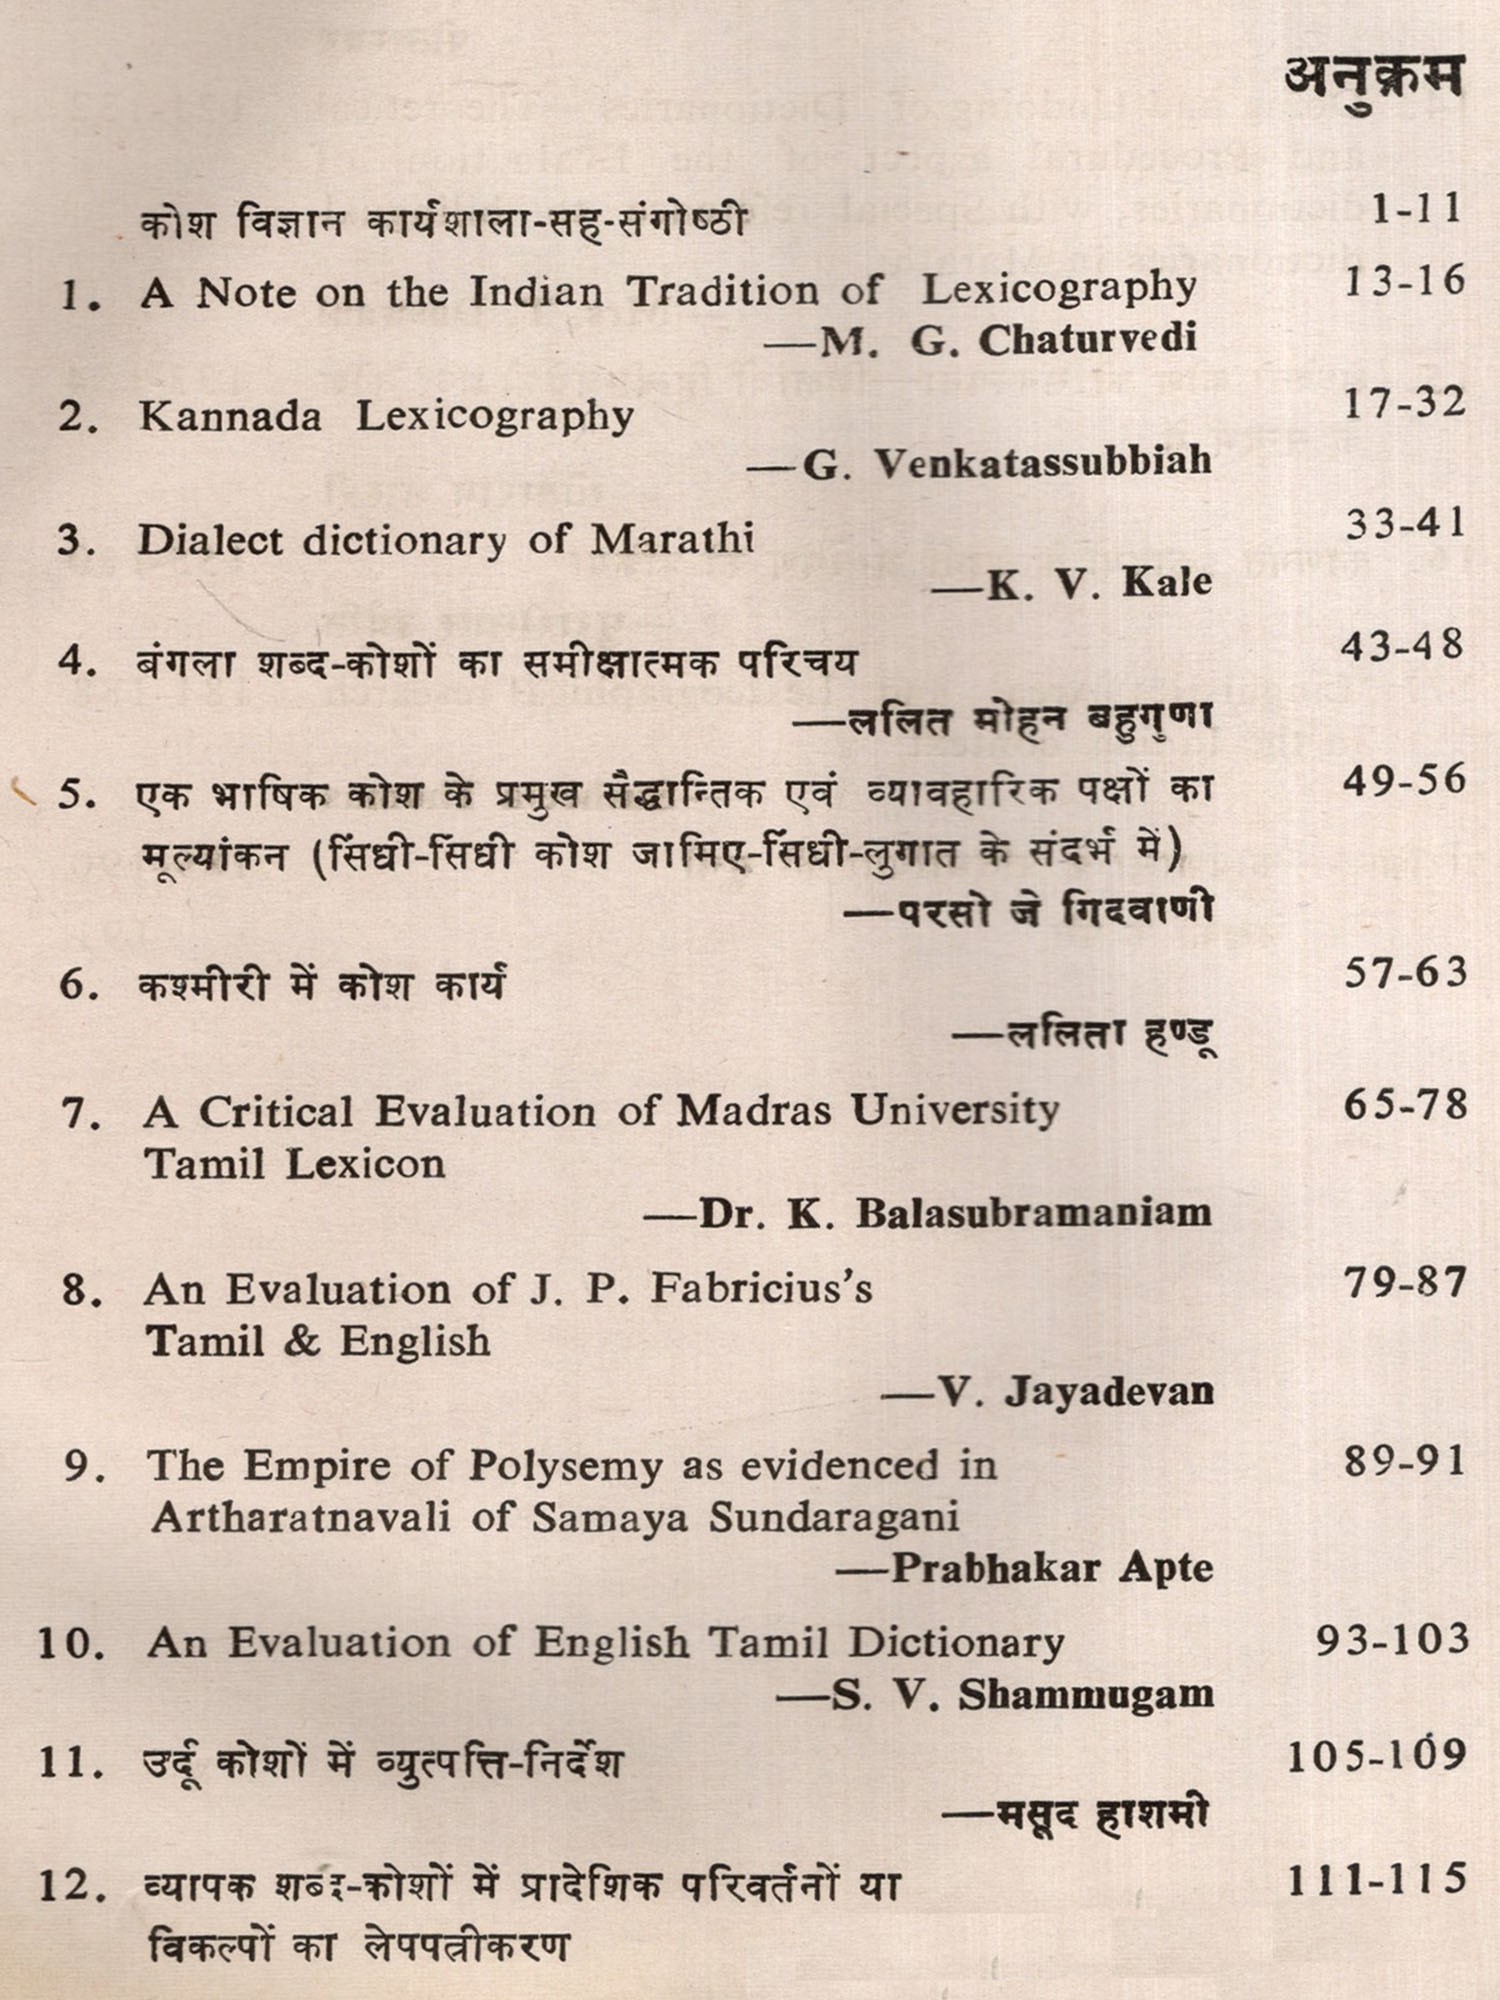 अनुक्रम
कोश विज्ञान कार्यशाला-सह-संगोष्ठी 1-11
1. A Note on the Indian Tradition of Lexicography 13-16
—M. G. Chaturvedi
2. Kannada Lexicography 17-32
—G. Venkatassubbiah
3. Dialect dictionary of Marathi 33-41
—K. V. Kale
4. बंगला शब्द-कोशों का समीक्षात्मक परिचय 43-48
—ललित मोहन बहुगुणा
5. एक भाषिक कोश के प्रमुख सैद्धान्तिक एवं व्यावहारिक पक्षों का 49-56
मूल्यांकन (सिंधी-सिंधी कोश जामिए-सिंधी-लुगात के संदर्भ में)
—परसो जे गिदवाणी
6. कश्मीरी में कोश कार्य 57-63
—ललिता हण्डू
7. A Critical Evaluation of Madras University 65-78
Tamil Lexicon
—Dr. K. Balasubramaniam
8. An Evaluation of J. P. Fabricius's 79-87
Tamil & English
—V. Jayadevan
9. The Empire of Polysemy as evidenced in 89-91
Artharatnavali of Samaya Sundaragani
—Prabhakar Apte
10. An Evaluation of English Tamil Dictionary 93-103
—S. V. Shammugam
11. उर्दू कोशों में व्युत्पत्ति-निर्देश 105-109
—मसूद हाशमी
12. व्यापक शब्द-कोशों में प्रादेशिक परिवर्तनों या 111-115
विकल्पों का लेपपत्नीकरण